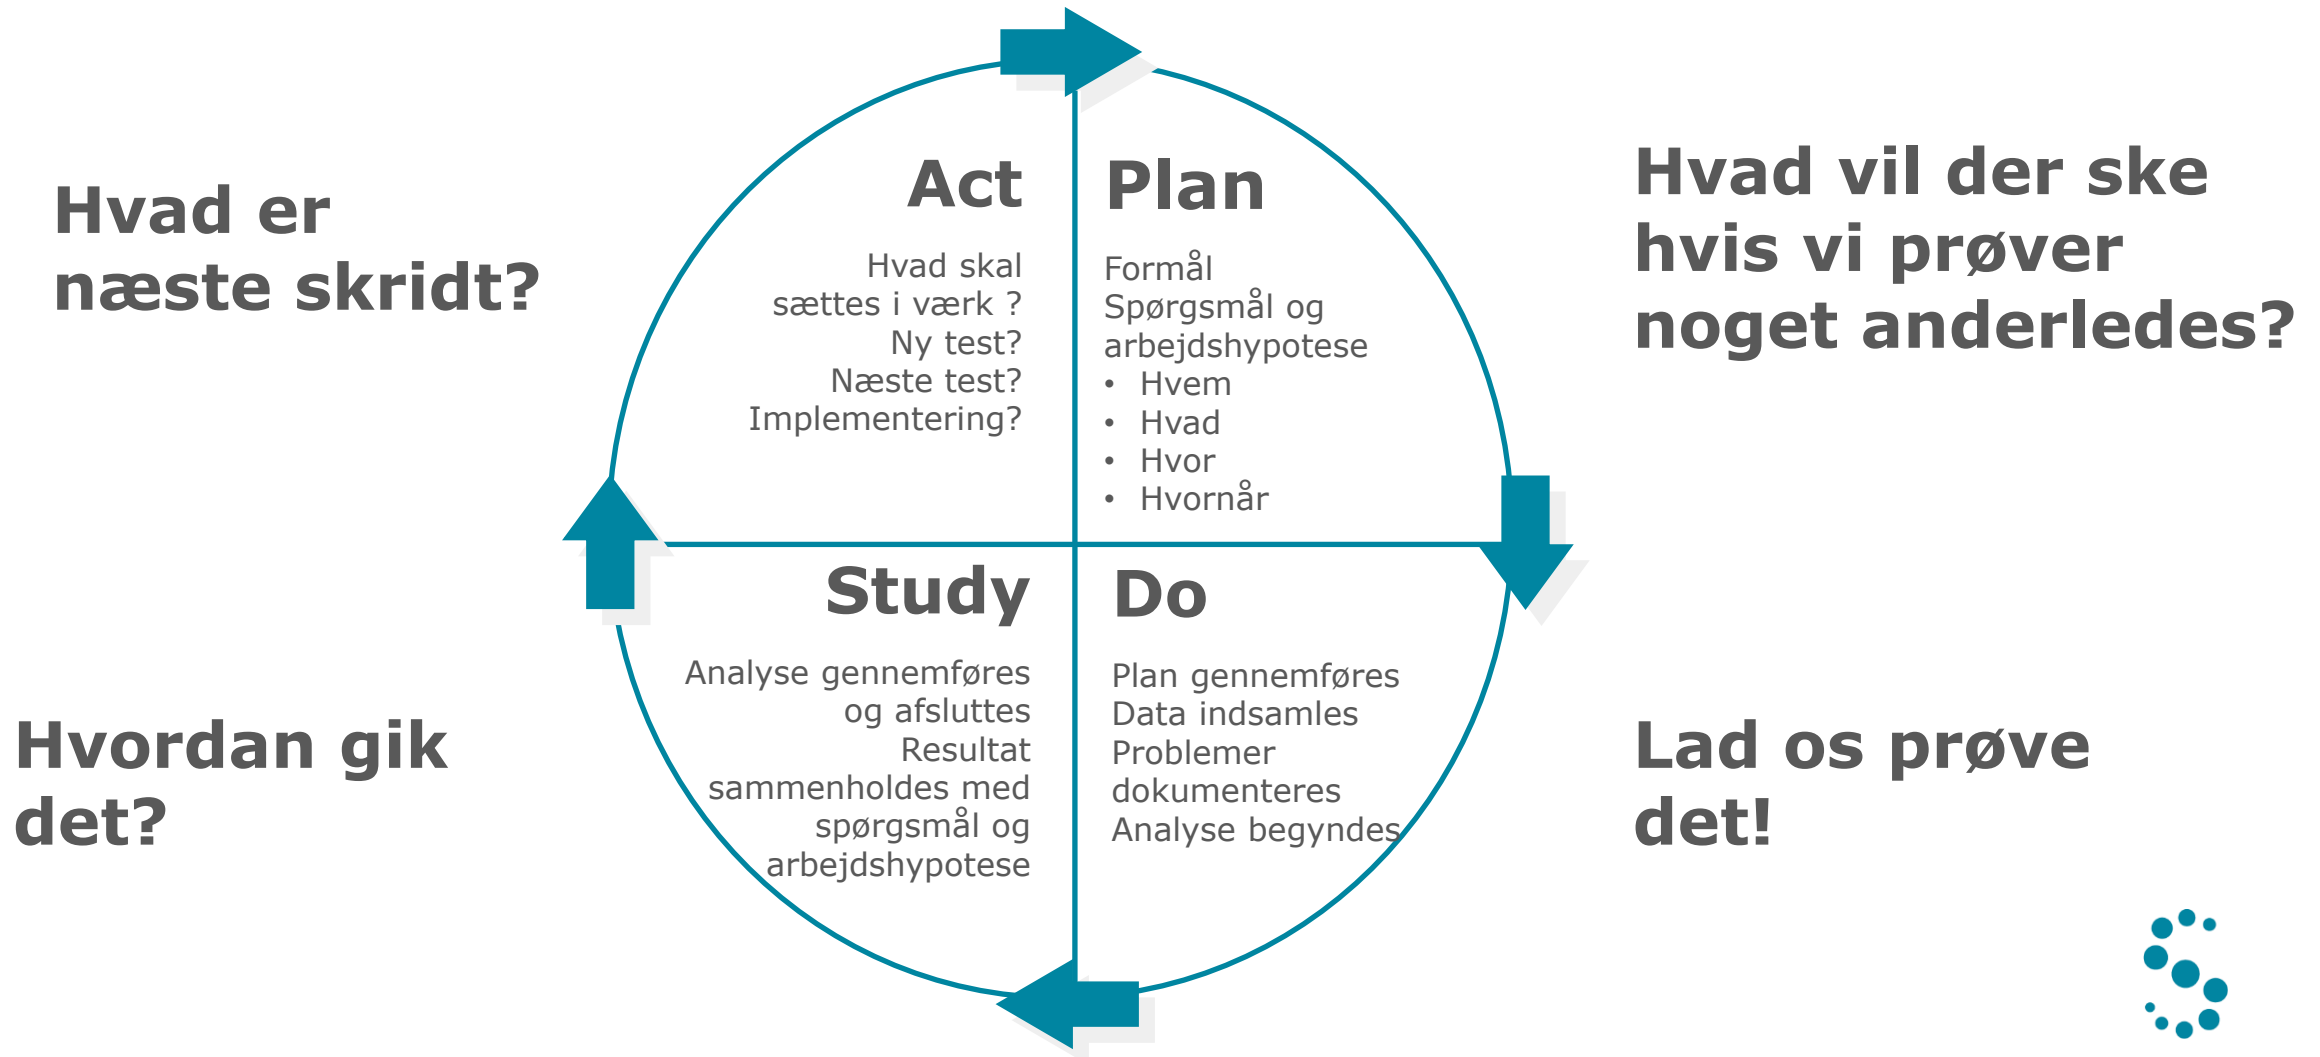 Hvad er
næste skridt?
Act
Hvad skal
sættes i værk ?
Ny test?
Næste test?
Implementering?
Plan
Formål
Spørgsmål og
arbejdshypotese
• Hvem
• Hvad
• Hvor
• Hvornår
Hvad vil der ske
hvis vi prøver
noget anderledes?
Hvordan gik
det?
Study
Analyse gennemføres
og afsluttes
Resultat
sammenholdes med
spørgsmål og
arbejdshypotese
Do
Plan gennemføres
Data indsamles
Problemer
dokumenteres
Analyse begyndes
Lad os prøve
det!